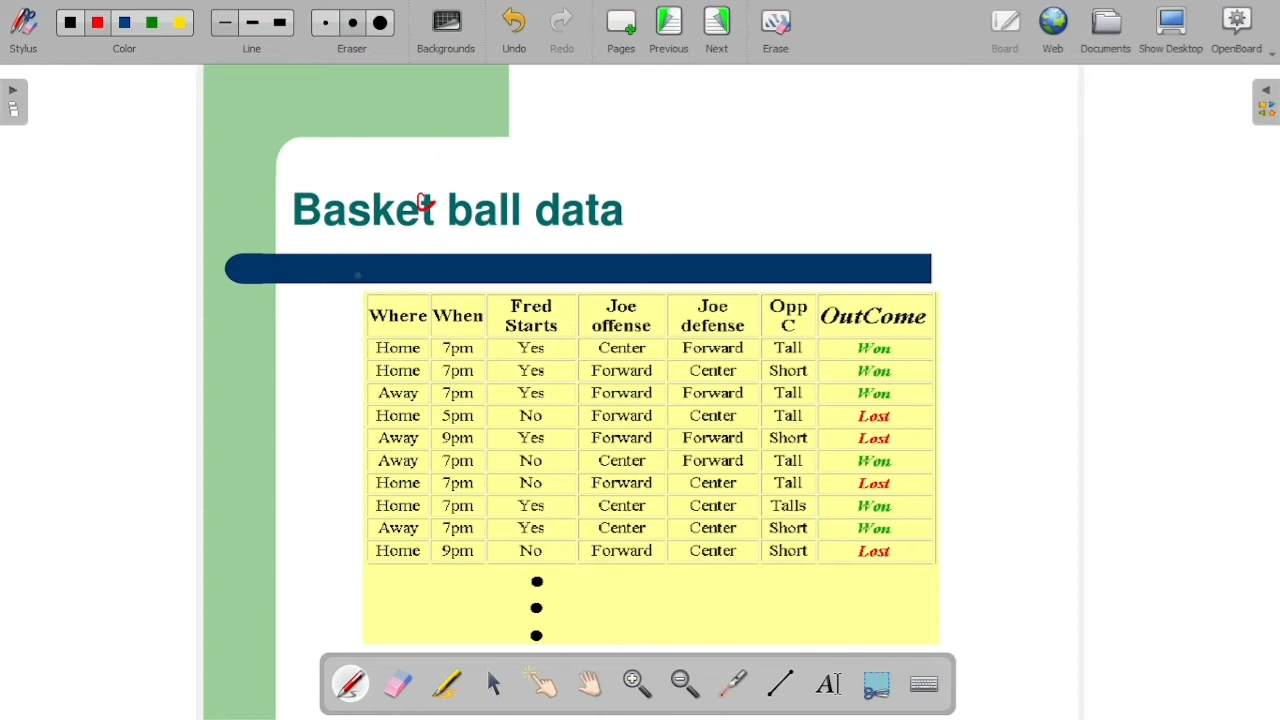 Stylus Color Line Eraser Backgrounds Undo Redo Pages Previous Next Erase Board Web Documents Show Desktop OpenBoard
Basket ball data
Where When Fred Starts Joe offense Joe defense Opp C OutCome
Home 7pm Yes Center Forward Tall Won
Home 7pm Yes Forward Center Short Won
Away 7pm Yes Forward Forward Tall Won
Home 5pm No Forward Center Tall Lost
Away 9pm Yes Forward Forward Short Lost
Away 7pm No Center Forward Tall Won
Home 7pm No Forward Center Tall Lost
Home 7pm Yes Center Center Talls Won
Away 7pm Yes Center Center Short Won
Home 9pm No Forward Center Short Lost